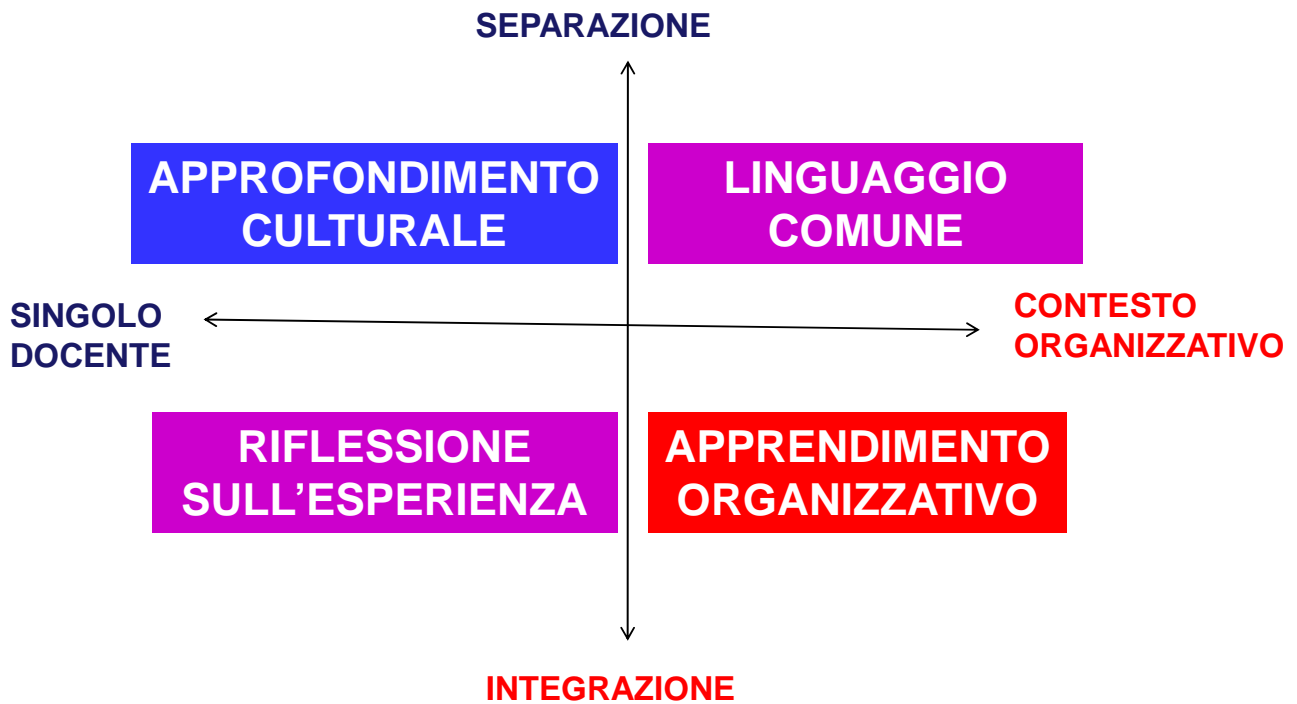 SEPARAZIONE
APPROFONDIMENTO
CULTURALE
LINGUAGGIO
COMUNE
SINGOLO
DOCENTE
CONTESTO
ORGANIZZATIVO
RIFLESSIONE
SULL’ESPERIENZA
APPRENDIMENTO
ORGANIZZATIVO
INTEGRAZIONE